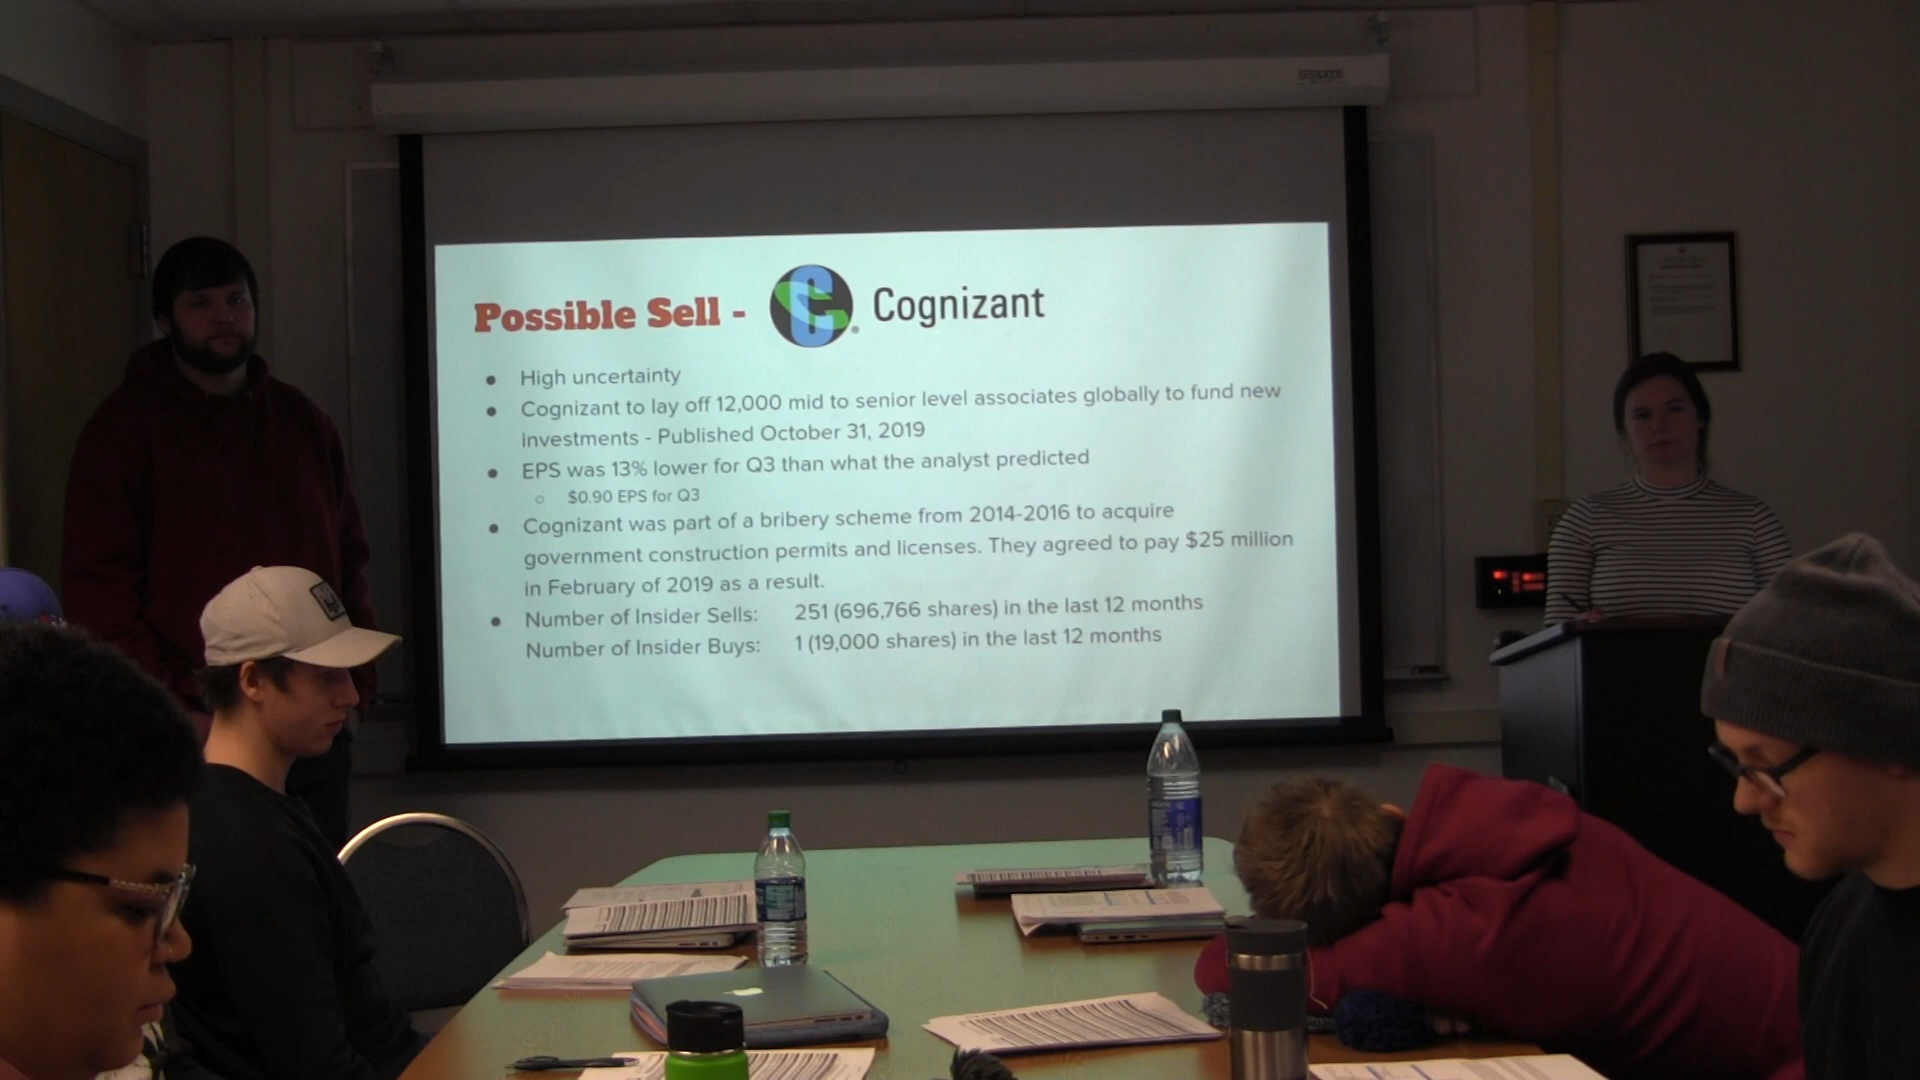 Possible Sell - Cognizant
● High uncertainty
● Cognizant to lay off 12,000 mid to senior level associates globally to fund new
investments - Published October 31, 2019
● EPS was 13% lower for Q3 than what the analyst predicted
○ $0.90 EPS for Q3
● Cognizant was part of a bribery scheme from 2014-2016 to acquire
government construction permits and licenses. They agreed to pay $25 million
in February of 2019 as a result.
● Number of Insider Sells: 251 (696,766 shares) in the last 12 months
Number of Insider Buys: 1 (19,000 shares) in the last 12 months